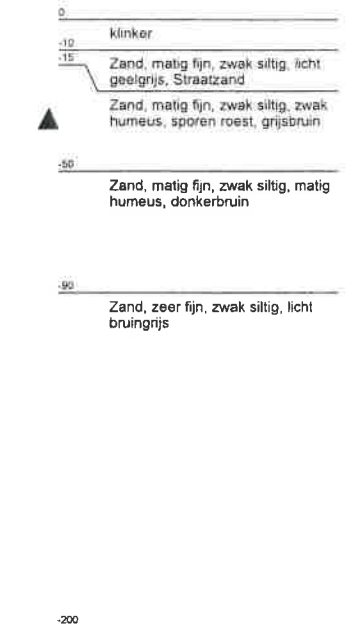 0
klinker
-10
-15
Zand, matig fijn, zwak siltig, licht
geelgrijs, Straatzand
Zand, matig fijn, zwak siltig, zwak
humeus, sporen roest, grijsbruin
-50
Zand, matig fijn, zwak siltig, matig
humeus, donkerbruin
-90
Zand, zeer fijn, zwak siltig, licht
bruingrijs
-200